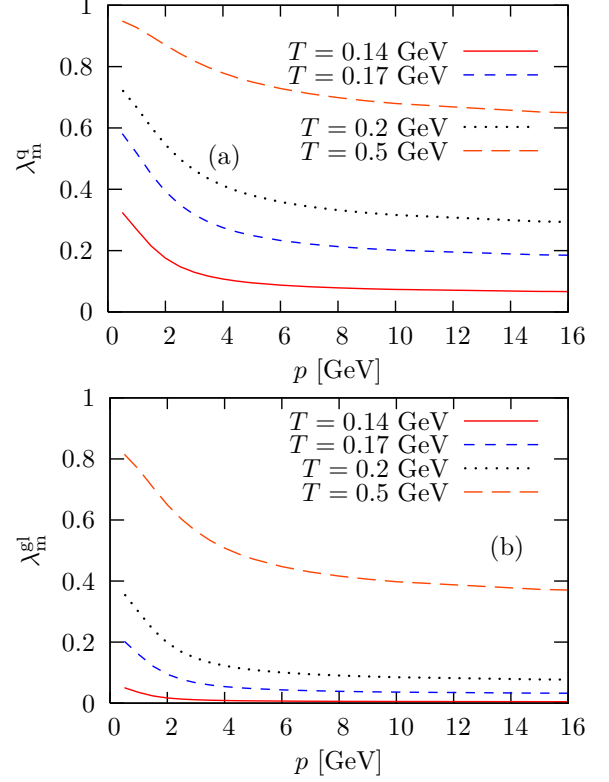 1
0.8
0.6
0.4
0.2
0
λ_m^q
T = 0.14 GeV
T = 0.17 GeV
T = 0.2 GeV
T = 0.5 GeV
(a)
0 2 4 6 8 10 12 14 16
p [GeV]
1
0.8
0.6
0.4
0.2
0
λ_m^gl
T = 0.14 GeV
T = 0.17 GeV
T = 0.2 GeV
T = 0.5 GeV
(b)
0 2 4 6 8 10 12 14 16
p [GeV]